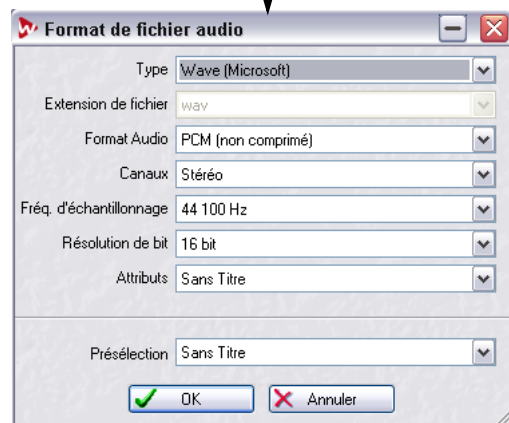 Format de fichier audio
Type Wave (Microsoft)
Extension de fichier wav
Format Audio PCM (non comprimé)
Canaux Stéréo
Fréq. d'échantillonnage 44 100 Hz
Résolution de bit 16 bit
Attributs Sans Titre
Présélection Sans Titre
OK Annuler